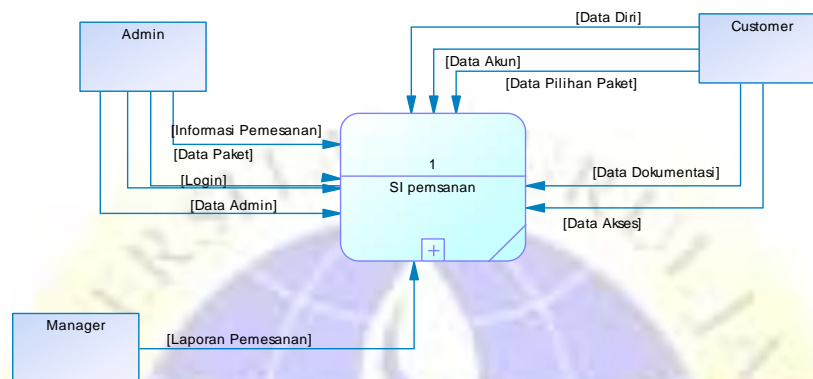 [Data Diri]
Admin
Customer
[Data Akun]
[Data Pilihan Paket]
[Informasi Pemesanan]
[Data Paket]
1
[Login]
SI pemsanan
[Data Dokumentasi]
[Data Admin]
[Data Akses]
Manager
[Laporan Pemesanan]